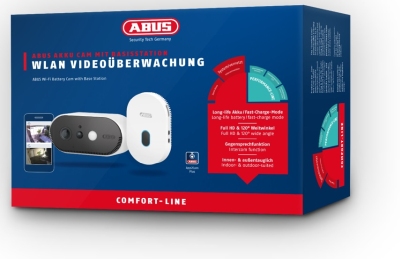 ABUS
Security Tech Germany
ABUS AKKU CAM MIT BASISSTATION
WLAN VIDEOÜBERWACHUNG
ABUS Wi-Fi Battery Cam with Base Station
Long-life Akku/Fast-Charge-Mode
Long-life battery/fast-charge mode
Full HD & 120° Weitwinkel
Full HD & 120° wide angle
Gegensprechfunktion
Intercom function
Innen- & außentauglich
Indoor- & outdoor-suited
COMFORT-LINE